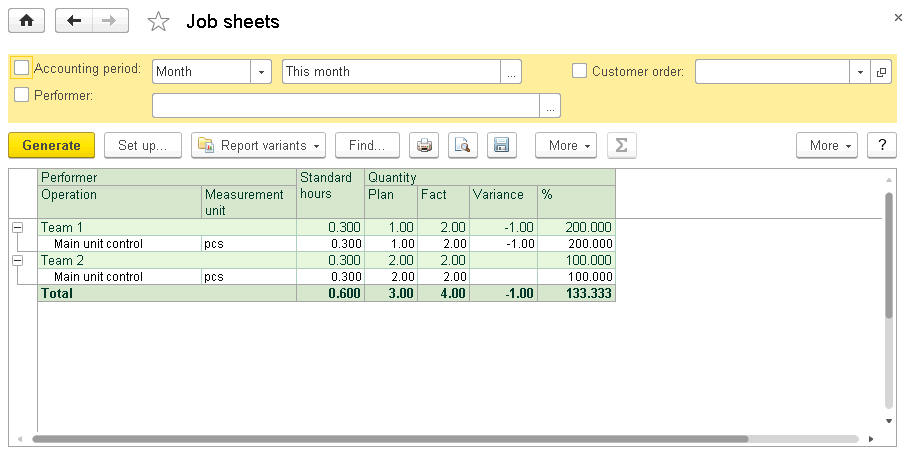 Job sheets
Accounting period: Month This month ... Customer order:
Performer: ...
Generate Set up... Report variants Find... More Σ More ?
Performer Standard hours Quantity
Operation Measurement unit Plan Fact Variance %
Team 1 0.300 1.00 2.00 -1.00 200.000
Main unit control pcs 0.300 1.00 2.00 -1.00 200.000
Team 2 0.300 2.00 2.00 100.000
Main unit control pcs 0.300 2.00 2.00 100.000
Total 0.600 3.00 4.00 -1.00 133.333